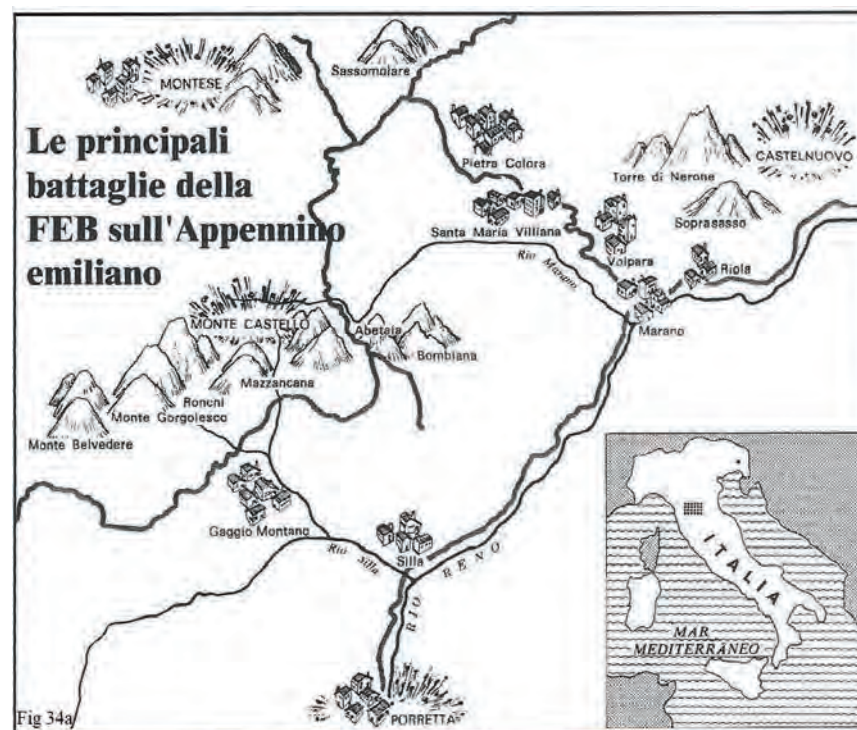 Le principali
battaglie della
FEB sull'Appennino
emiliano
MONTESE
Sassomolare
Pietra Colora
Torre di Nerone
CASTELNUOVO
Soprasasso
Santa Maria Villiana
Volpara
Riola
Rio Marano
Marano
MONTE CASTELLO
Abetaia
Bombiana
Ronchi
Mazzancana
Monte Gorgolesco
Monte Belvedere
Gaggio Montano
Rio Silla
Silla
RIO RENO
PORRETTA
ITALIA
MAR
MEDITERRÂNEO
Fig 34a